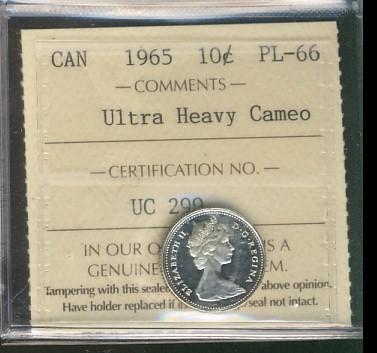 CAN 1965 10¢ PL-66
— COMMENTS —
Ultra Heavy Cameo
— CERTIFICATION NO. —
UC 299
IN OUR IS A
GENUINE
Tampering with this above opinion.
Have holder replaced if seal not intact.
ELIZABETH II D·G·REGINA